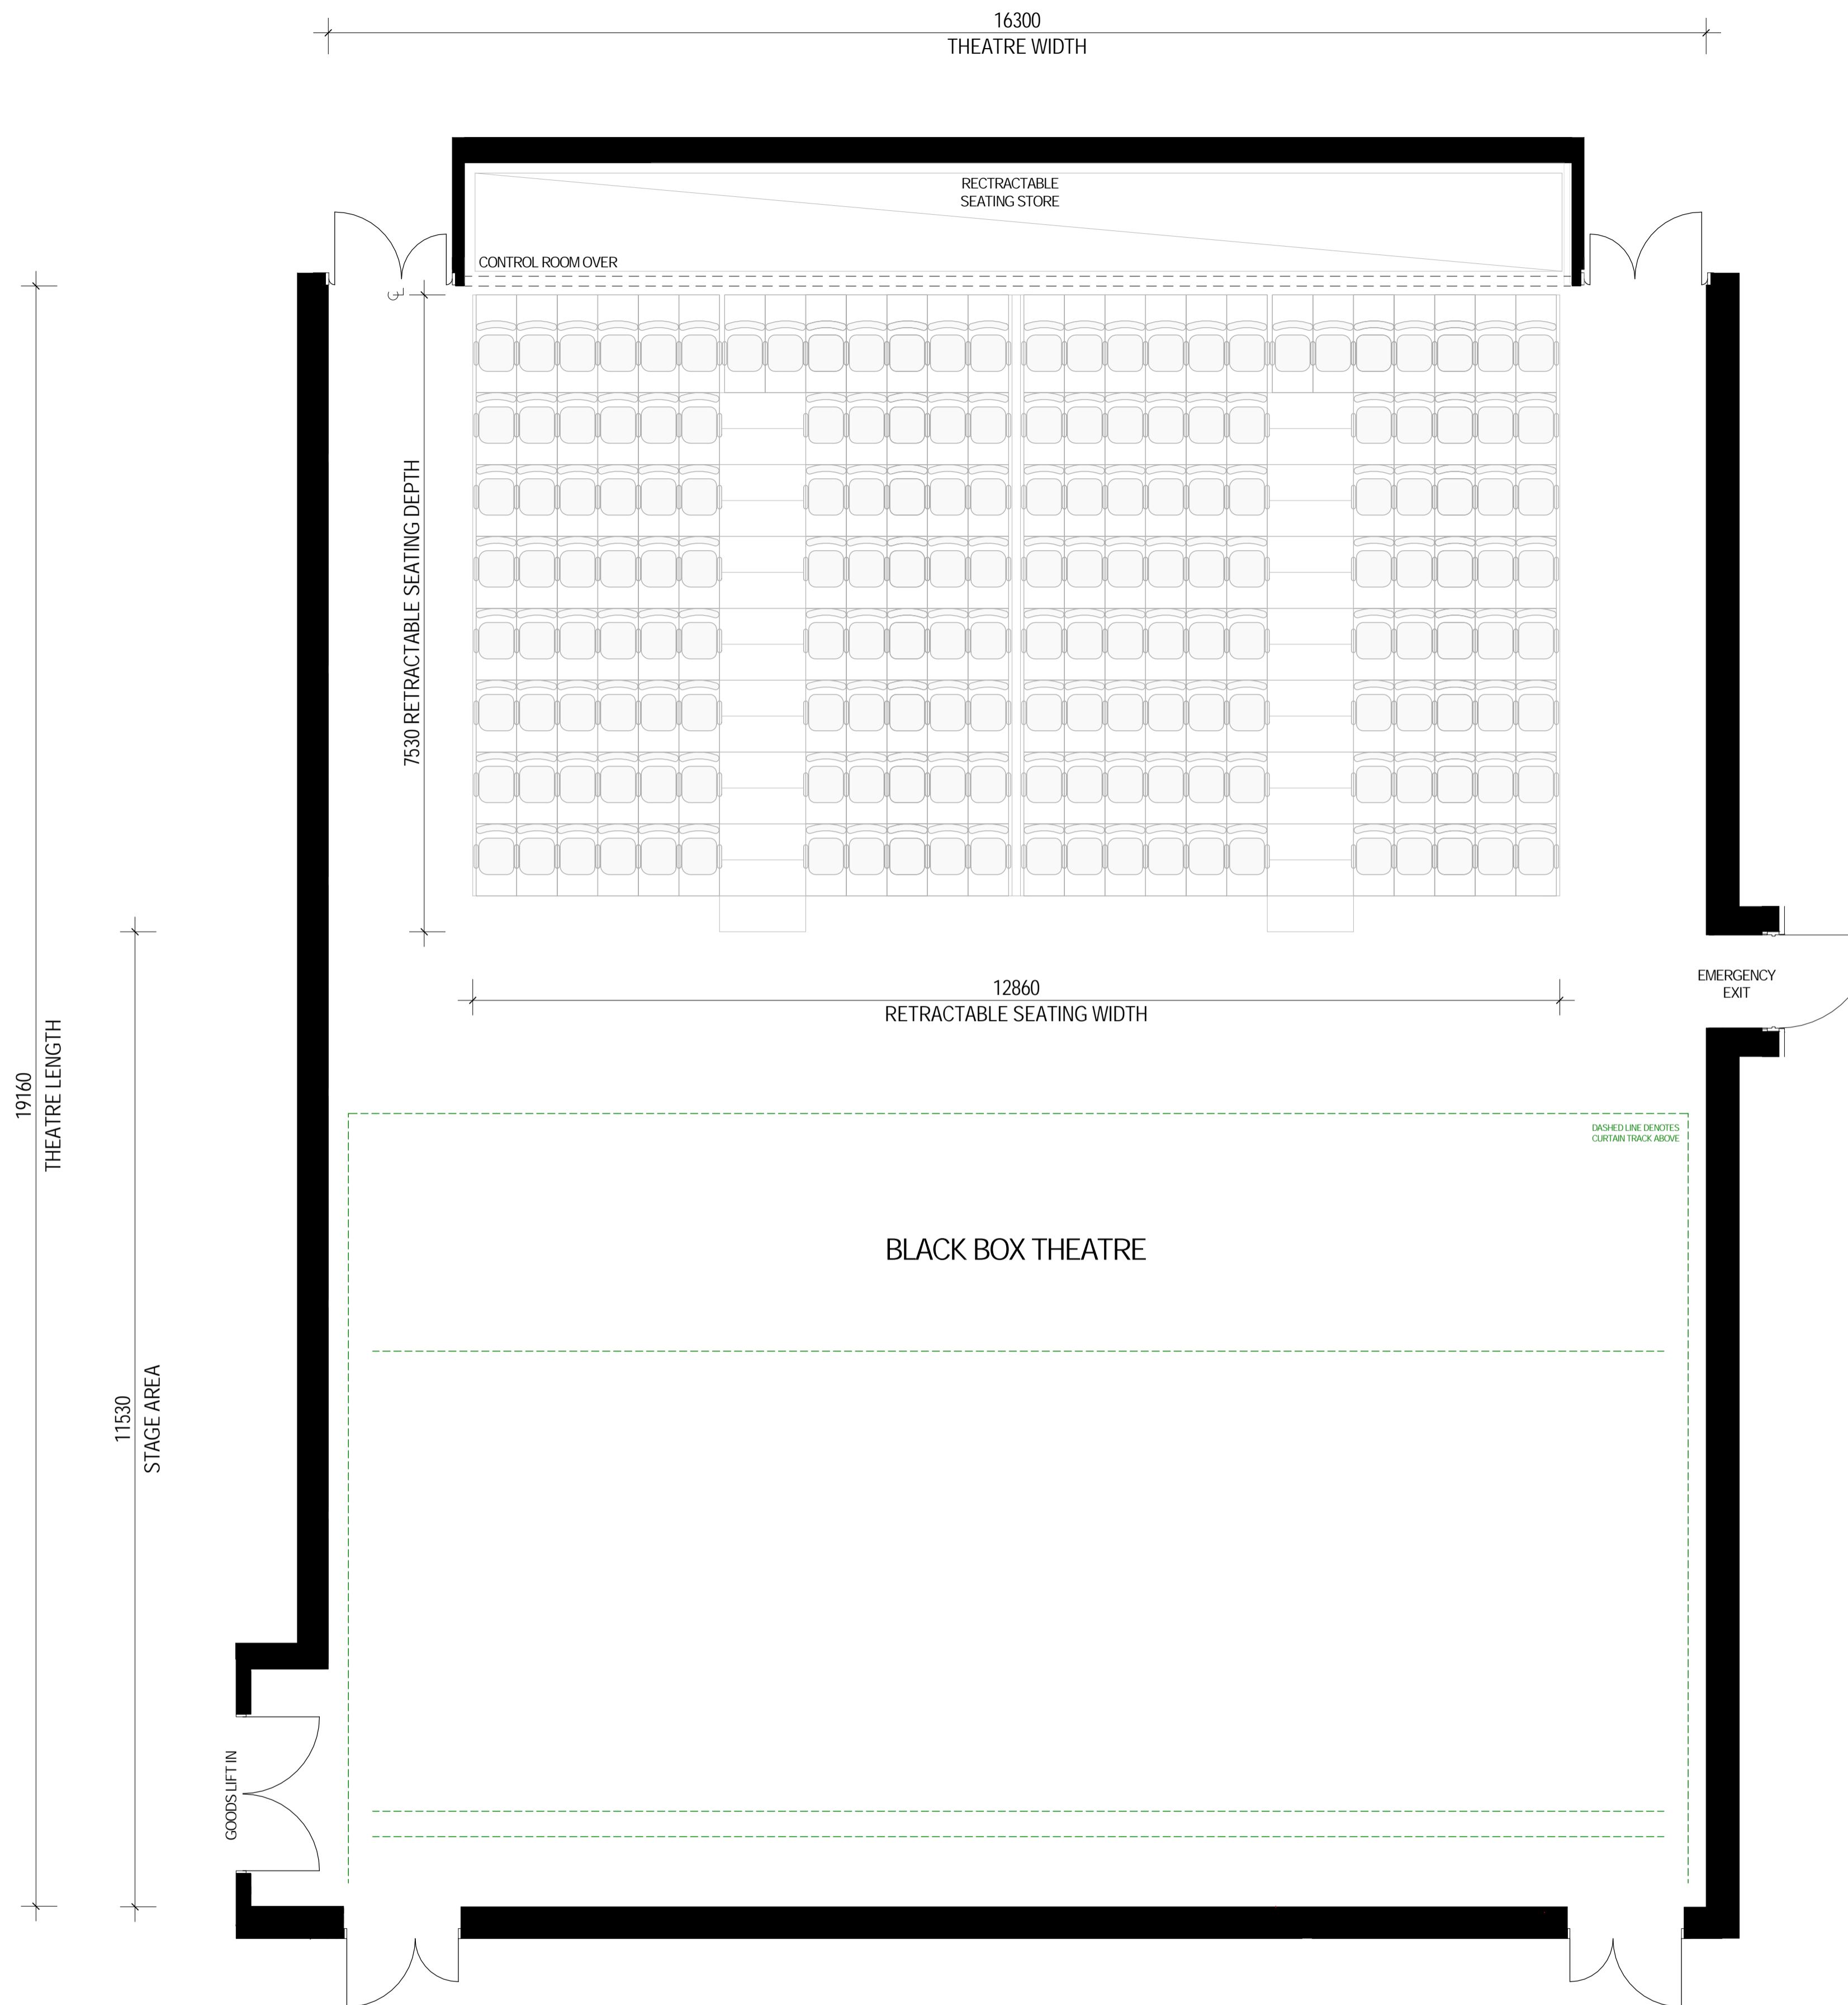 16300
THEATRE WIDTH
RECTRACTABLE
SEATING STORE
CONTROL ROOM OVER
7530 RETRACTABLE SEATING DEPTH
12860
RETRACTABLE SEATING WIDTH
EMERGENCY
EXIT
19160
THEATRE LENGTH
11530
STAGE AREA
DASHED LINE DENOTES
CURTAIN TRACK ABOVE
BLACK BOX THEATRE
GOODS LIFT IN